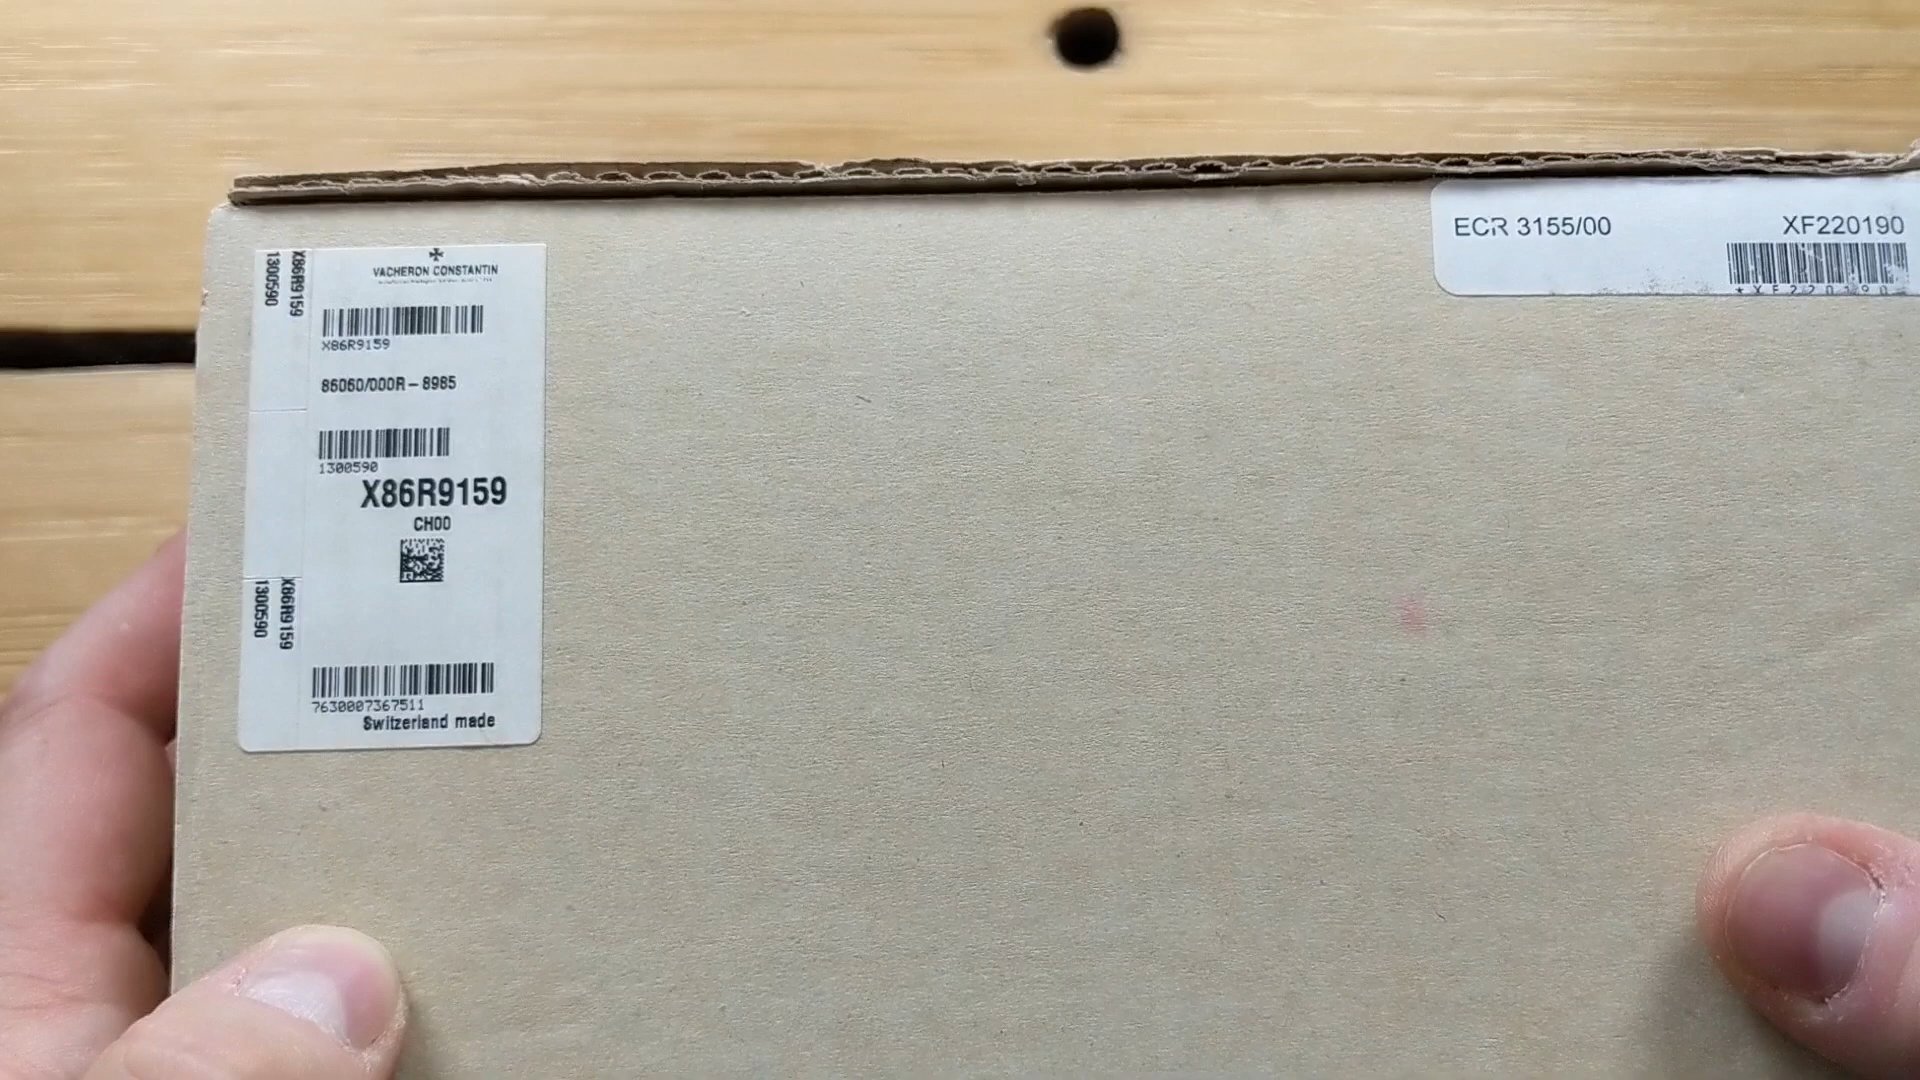 X86R9159
1300590
VACHERON CONSTANTIN
X86R9159
86060/000R – 8985
1300590
X86R9159
CH00
X86R9159
1300590
7630007367511
Switzerland made
ECR 3155/00
XF220190
*XF220190